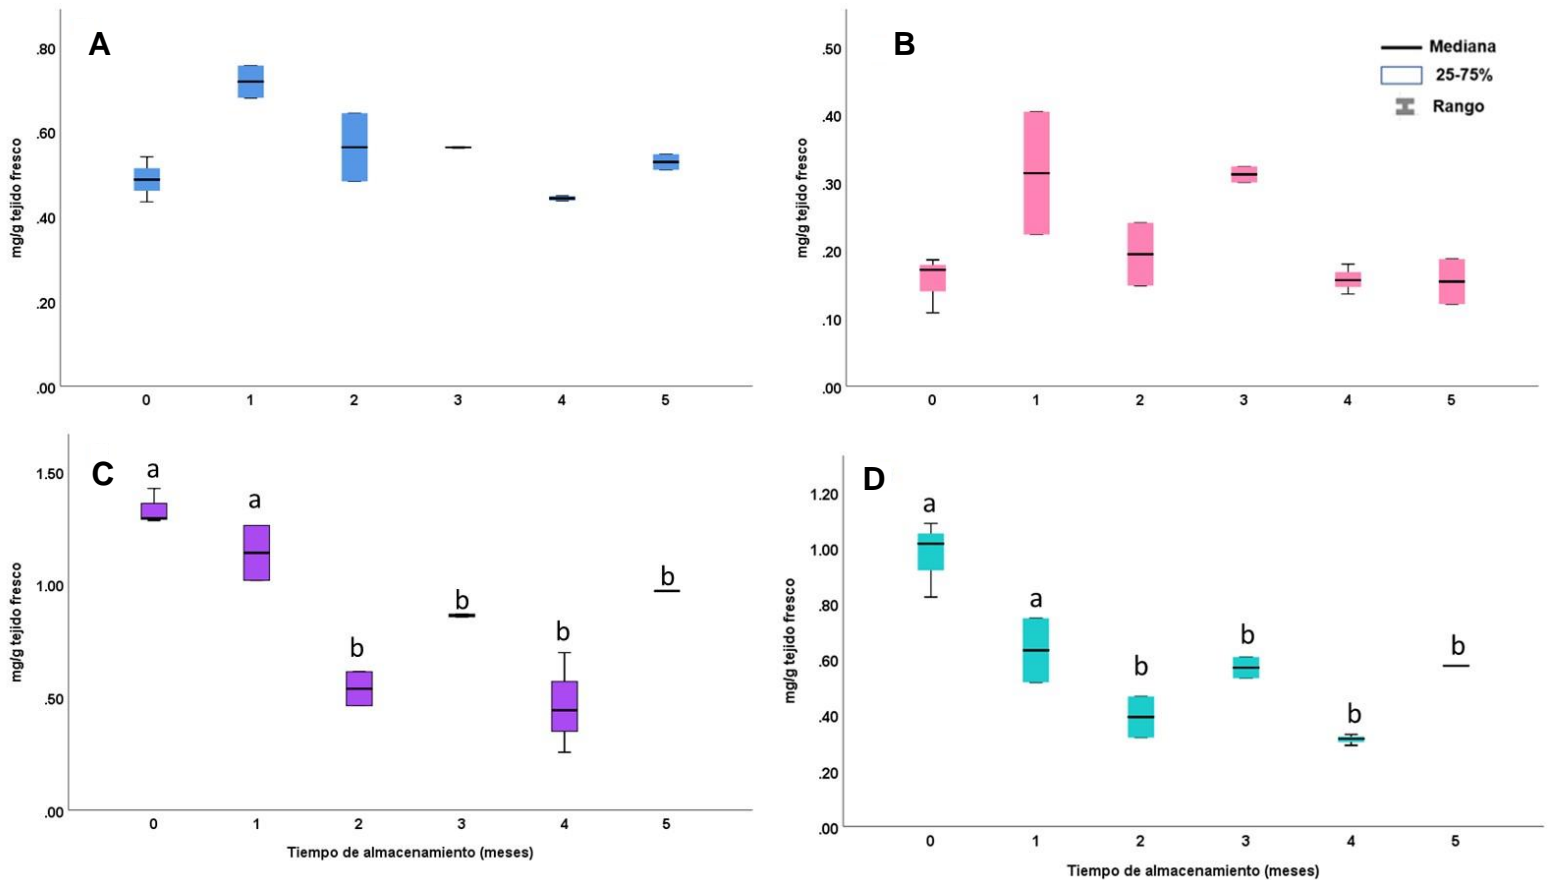 A
.80
.60
.40
.20
.00
mg/g tejido fresco
0 1 2 3 4 5
B
.50
.40
.30
.20
.10
.00
mg/g tejido fresco
0 1 2 3 4 5
Mediana
25-75%
Rango
C
1.50
1.00
.50
.00
mg/g tejido fresco
a a b b b b
0 1 2 3 4 5
Tiempo de almacenamiento (meses)
D
1.20
1.00
.80
.60
.40
.20
.00
mg/g tejido fresco
a a b b b b
0 1 2 3 4 5
Tiempo de almacenamiento (meses)